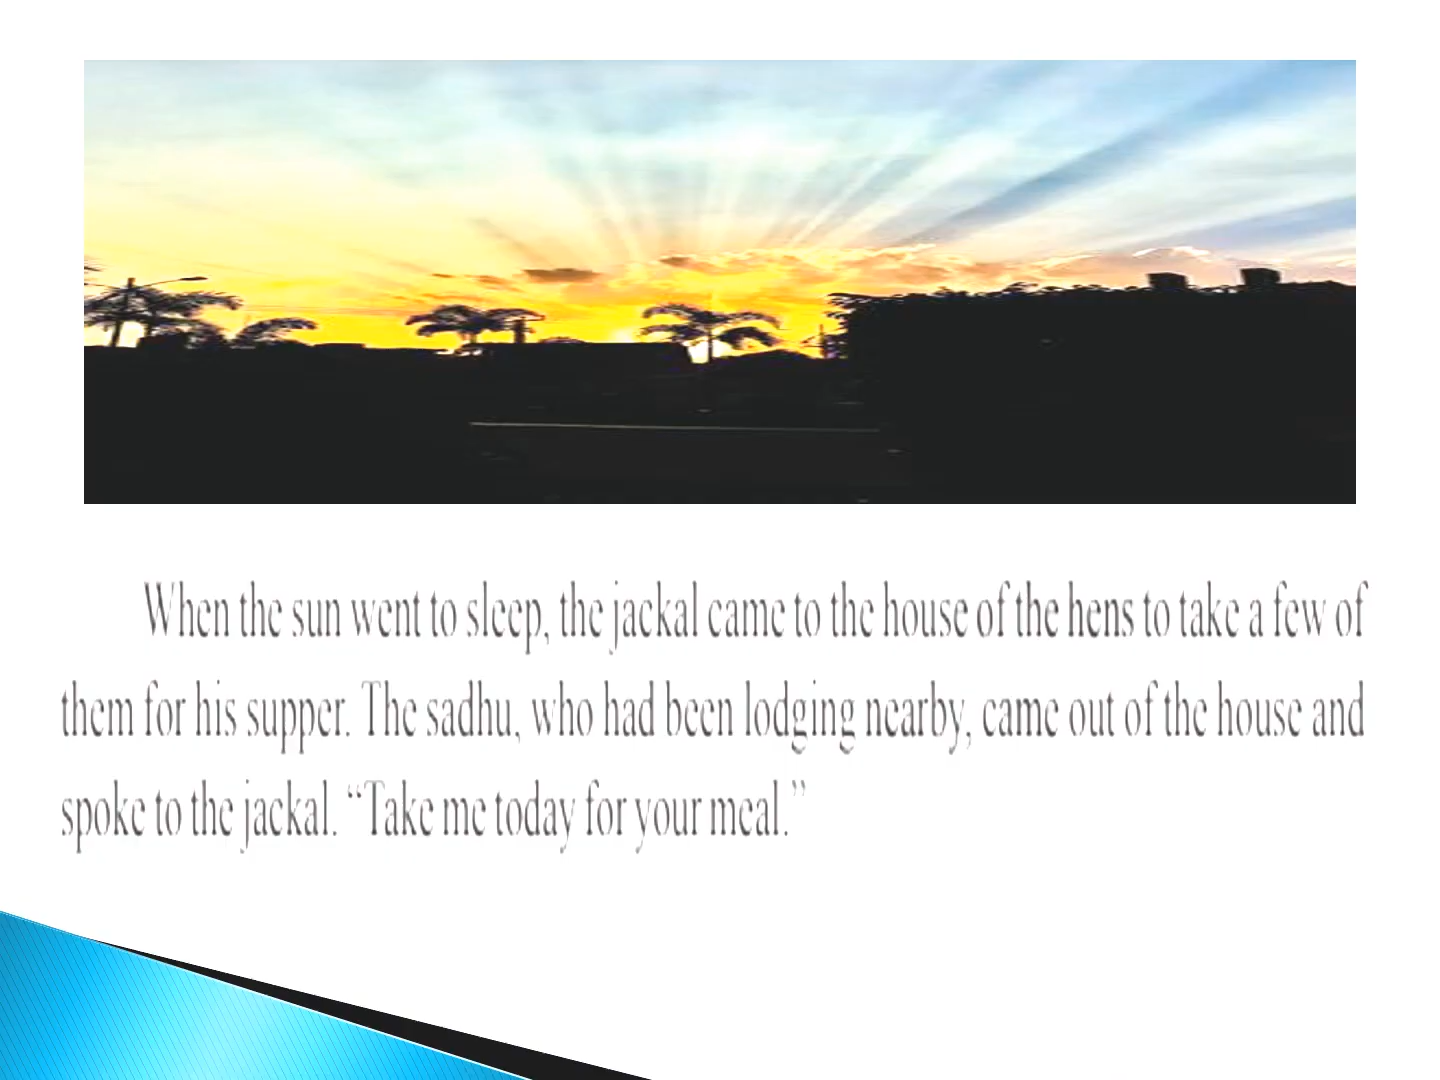 When the sun went to sleep, the jackal came to the house of the hens to take a few of
them for his supper. The sadhu, who had been lodging nearby, came out of the house and
spoke to the jackal. “Take me today for your meal.”